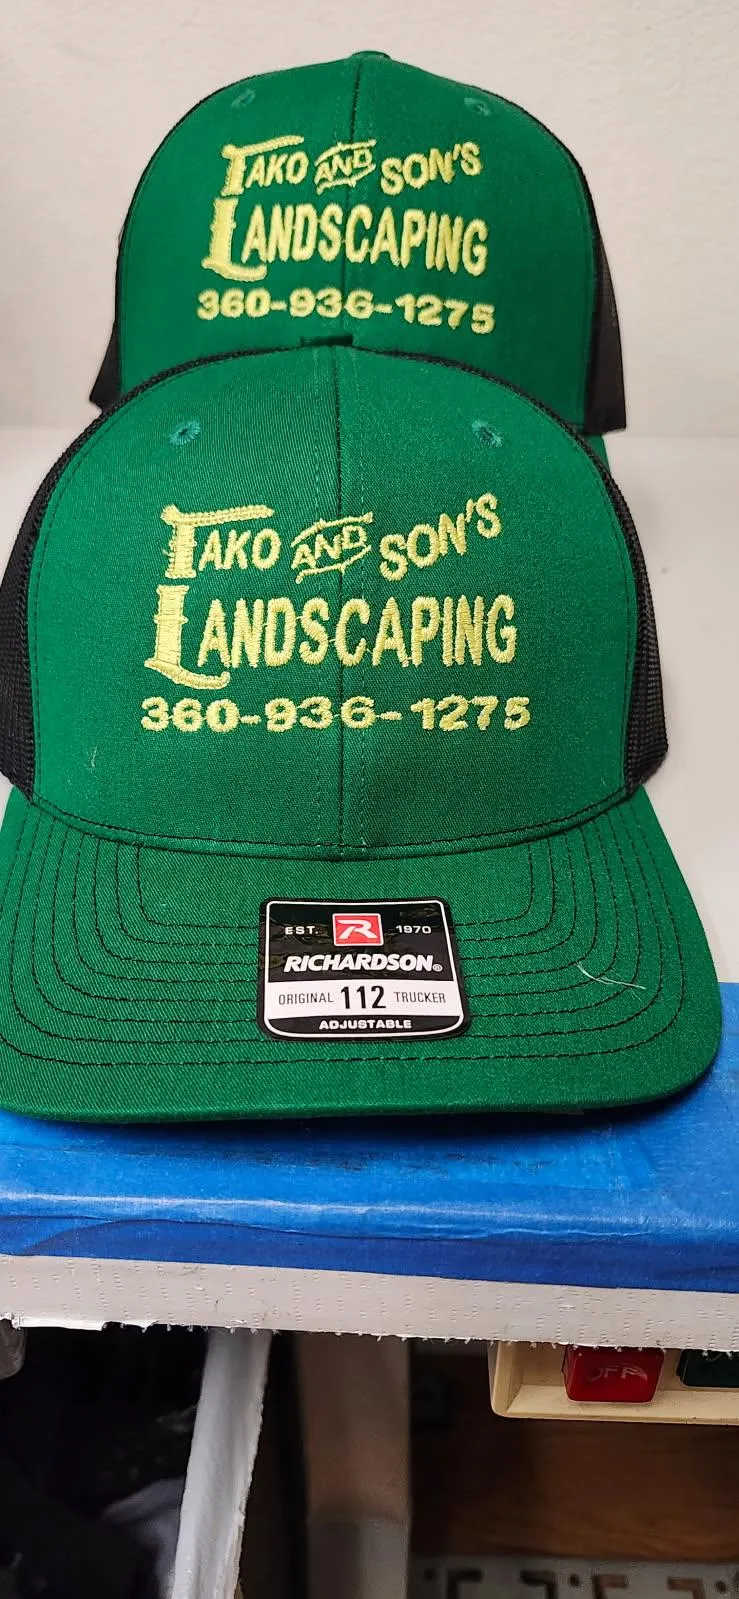 TAKO AND SON'S
LANDSCAPING
360-936-1275
TAKO AND SON'S
LANDSCAPING
360-936-1275
EST. R 1970
RICHARDSON®
ORIGINAL 112 TRUCKER
ADJUSTABLE
OFF